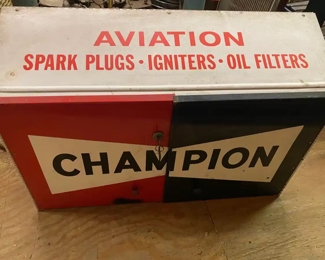 AVIATION
SPARK PLUGS • IGNITERS • OIL FILTERS
CHAMPION